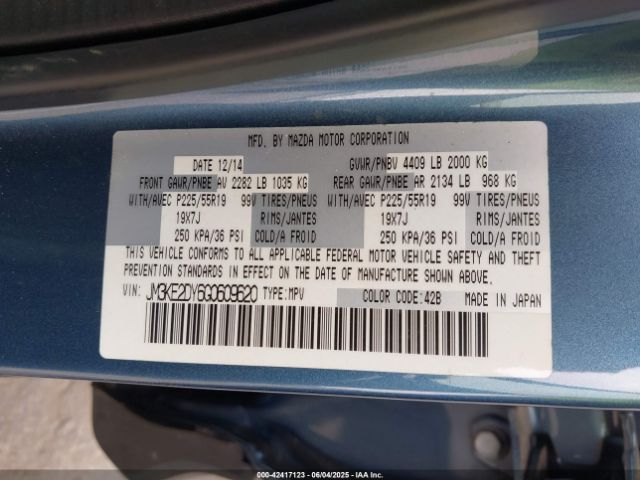 MFD. BY MAZDA MOTOR CORPORATION
DATE 12/14 GVWR/PNBV 4409 LB 2000 KG
FRONT GAWR/PNBE AV 2282 LB 1035 KG REAR GAWR/PNBE AR 2134 LB 968 KG
WITH/AVEC P225/55R19 99V TIRES/PNEUS WITH/AVEC P225/55R19 99V TIRES/PNEUS
19X7J RIMS/JANTES 19X7J RIMS/JANTES
250 KPA/36 PSI COLD/A FROID 250 KPA/36 PSI COLD/A FROID
THIS VEHICLE CONFORMS TO ALL APPLICABLE FEDERAL MOTOR VEHICLE SAFETY AND THEFT
PREVENTION STANDARDS IN EFFECT ON THE DATE OF MANUFACTURE SHOWN ABOVE.
VIN: JM3KE2DY6G0609620 TYPE:MPV COLOR CODE:42B MADE IN JAPAN
000-42417123 - 06/04/2025 - IAAI, Inc.